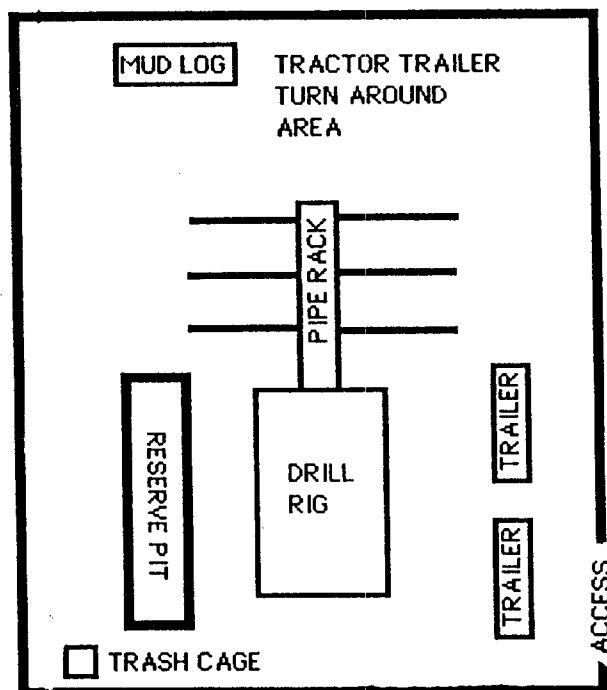 MUD LOG
TRACTOR TRAILER
TURN AROUND
AREA
PIPE RACK
RESERVE PIT
DRILL
RIG
TRAILER
TRAILER
ACCESS
TRASH CAGE